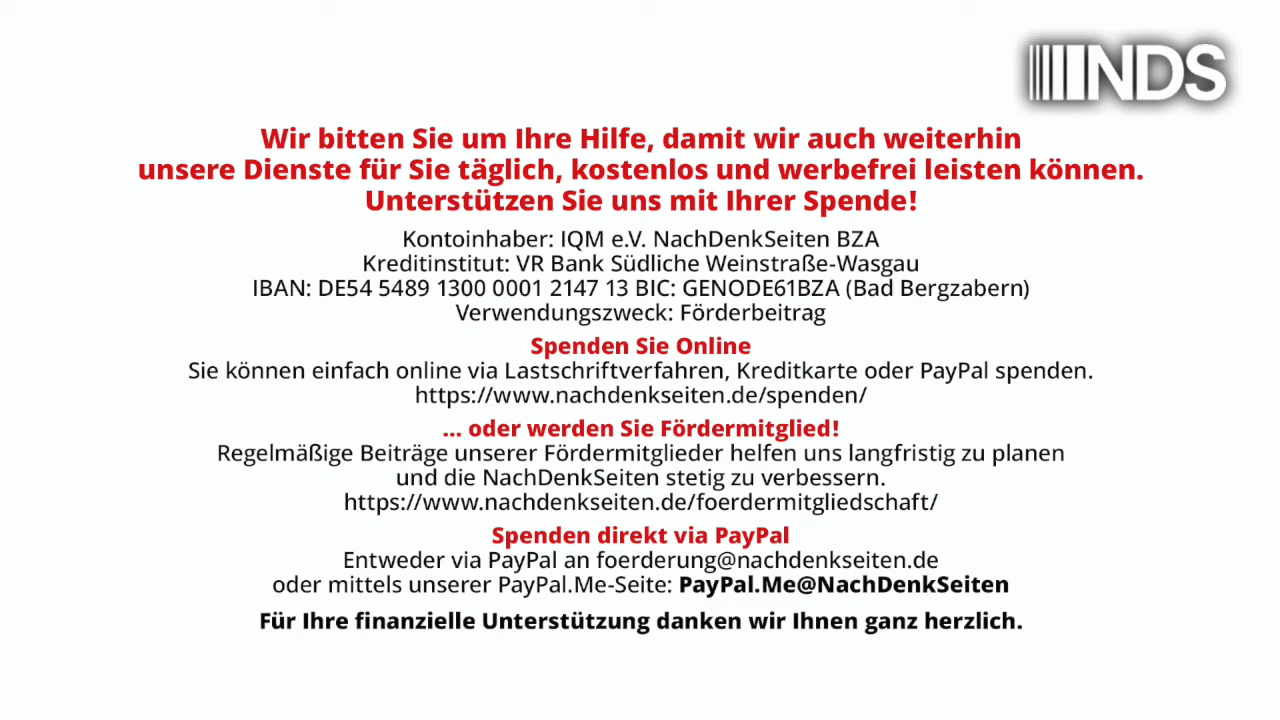 NDS
Wir bitten Sie um Ihre Hilfe, damit wir auch weiterhin
unsere Dienste für Sie täglich, kostenlos und werbefrei leisten können.
Unterstützen Sie uns mit Ihrer Spende!
Kontoinhaber: IQM e.V. NachDenkSeiten BZA
Kreditinstitut: VR Bank Südliche Weinstraße-Wasgau
IBAN: DE54 5489 1300 0001 2147 13 BIC: GENODE61BZA (Bad Bergzabern)
Verwendungszweck: Förderbeitrag
Spenden Sie Online
Sie können einfach online via Lastschriftverfahren, Kreditkarte oder PayPal spenden.
https://www.nachdenkseiten.de/spenden/
... oder werden Sie Fördermitglied!
Regelmäßige Beiträge unserer Fördermitglieder helfen uns langfristig zu planen
und die NachDenkSeiten stetig zu verbessern.
https://www.nachdenkseiten.de/foerdermitgliedschaft/
Spenden direkt via PayPal
Entweder via PayPal an foerderung@nachdenkseiten.de
oder mittels unserer PayPal.Me-Seite: PayPal.Me@NachDenkSeiten
Für Ihre finanzielle Unterstützung danken wir Ihnen ganz herzlich.